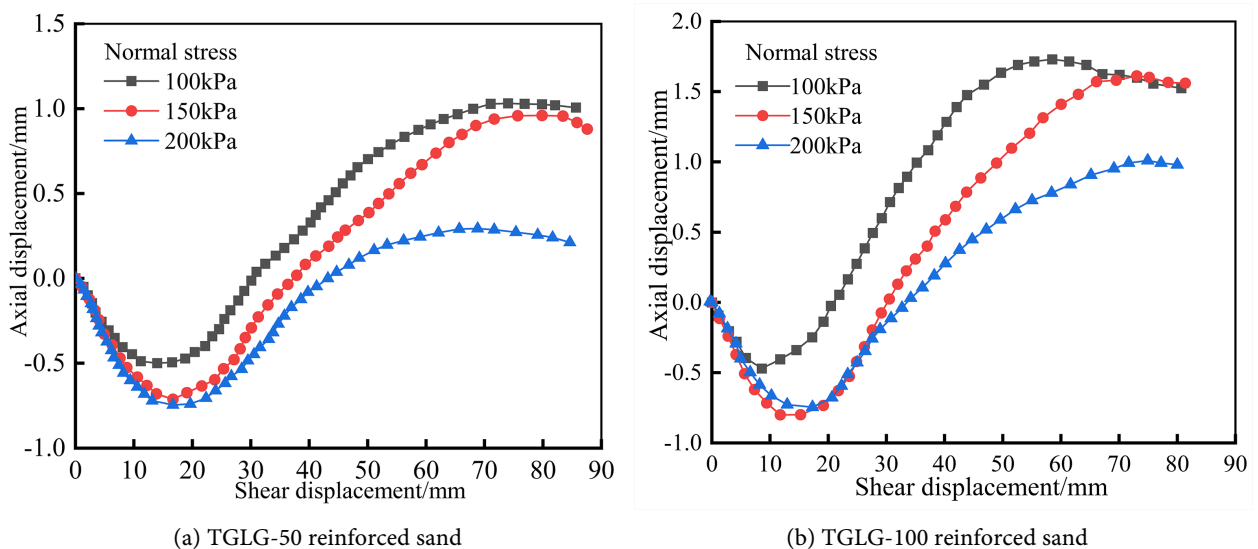 1.5
1.0
0.5
0.0
-0.5
-1.0
Axial displacement/mm
Normal stress
100kPa
150kPa
200kPa
0 10 20 30 40 50 60 70 80 90
Shear displacement/mm
(a) TGLG-50 reinforced sand
2.0
1.5
1.0
0.5
0.0
-0.5
-1.0
Axial displacement/mm
Normal stress
100kPa
150kPa
200kPa
0 10 20 30 40 50 60 70 80 90
Shear displacement/mm
(b) TGLG-100 reinforced sand